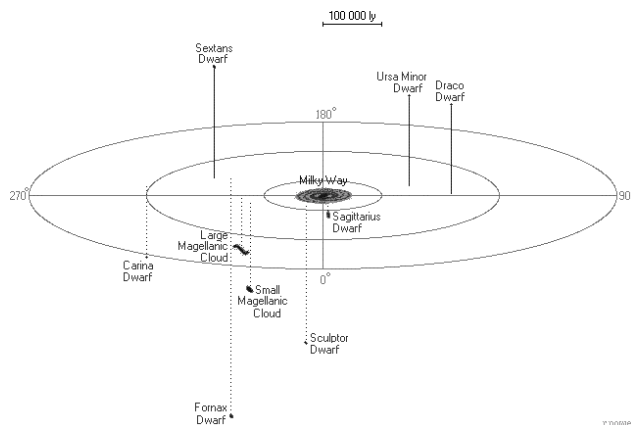 100 000 ly
Sextans
Dwarf
Ursa Minor
Dwarf
Draco
Dwarf
180°
Milky Way
270°
90
Sagittarius
Dwarf
Large
Magellanic
Cloud
Carina
Dwarf
0°
Small
Magellanic
Cloud
Sculptor
Dwarf
Fornax
Dwarf